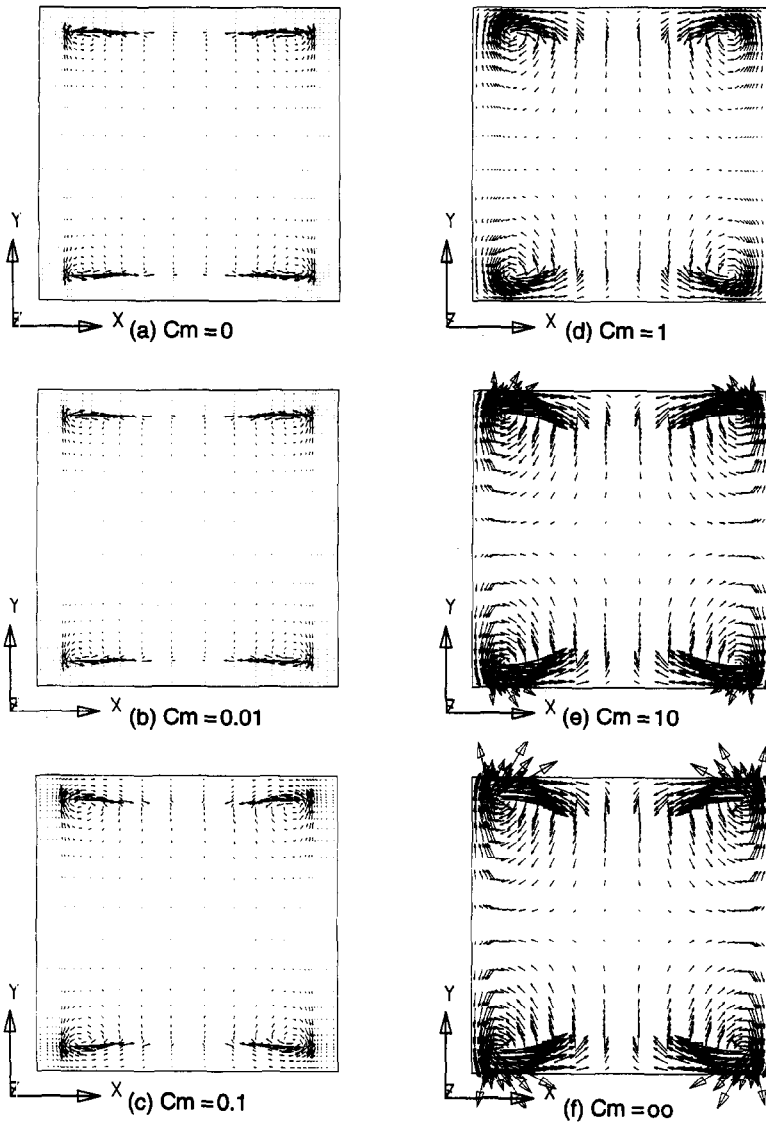 Y
Z X (a) Cm = 0
Y
Z X (b) Cm = 0.01
Y
Z X (c) Cm = 0.1
Y
Z X (d) Cm = 1
Y
Z X (e) Cm = 10
Y
Z X (f) Cm = oo